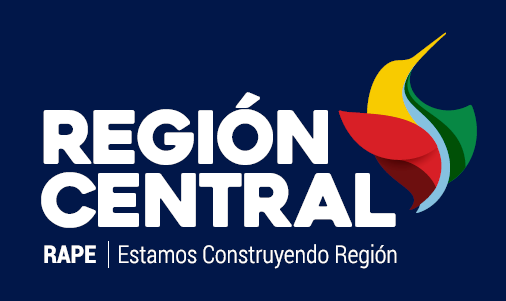 REGIÓN
CENTRAL
RAPE | Estamos Construyendo Región